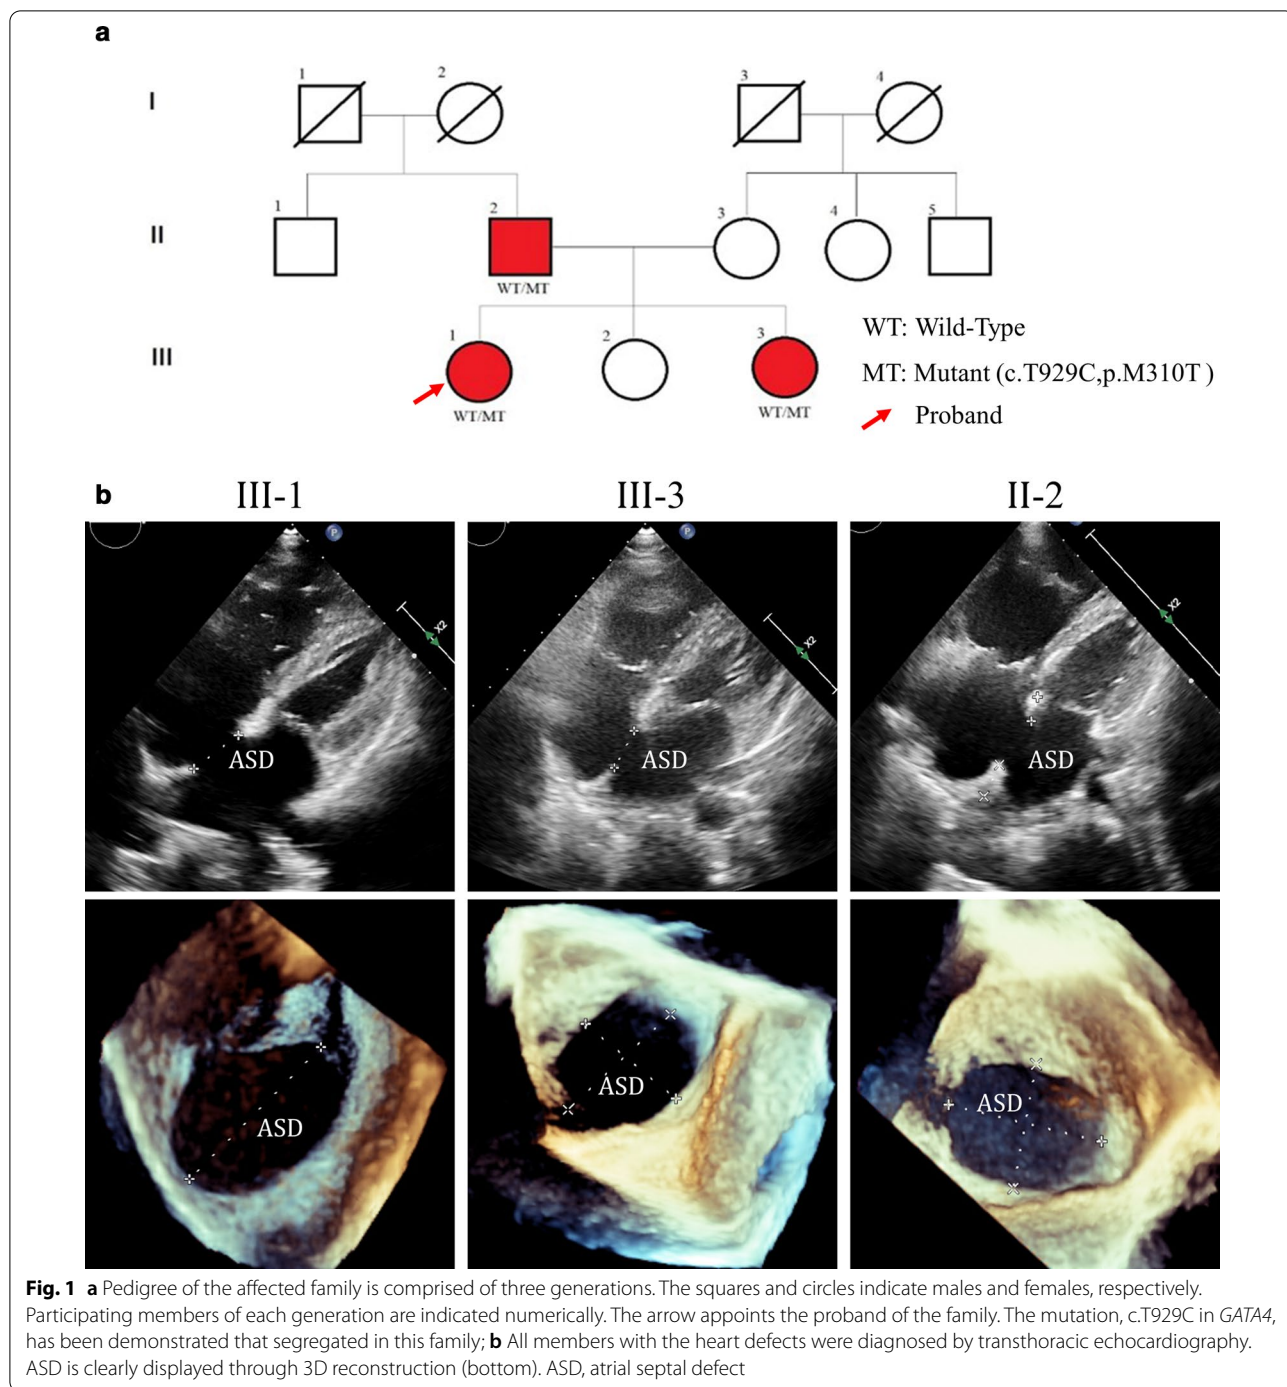 a
1
2
3
4
I
1
2
3
4
5
II
WT/MT
1
2
3
III
WT/MT
WT/MT
WT: Wild-Type
MT: Mutant (c.T929C,p.M310T )
Proband
b
III-1
III-3
II-2
P
P
X2
X2
X2
ASD
ASD
ASD
ASD
ASD
ASD
Fig. 1 a Pedigree of the affected family is comprised of three generations. The squares and circles indicate males and females, respectively.
Participating members of each generation are indicated numerically. The arrow appoints the proband of the family. The mutation, c.T929C in GATA4,
has been demonstrated that segregated in this family; b All members with the heart defects were diagnosed by transthoracic echocardiography.
ASD is clearly displayed through 3D reconstruction (bottom). ASD, atrial septal defect